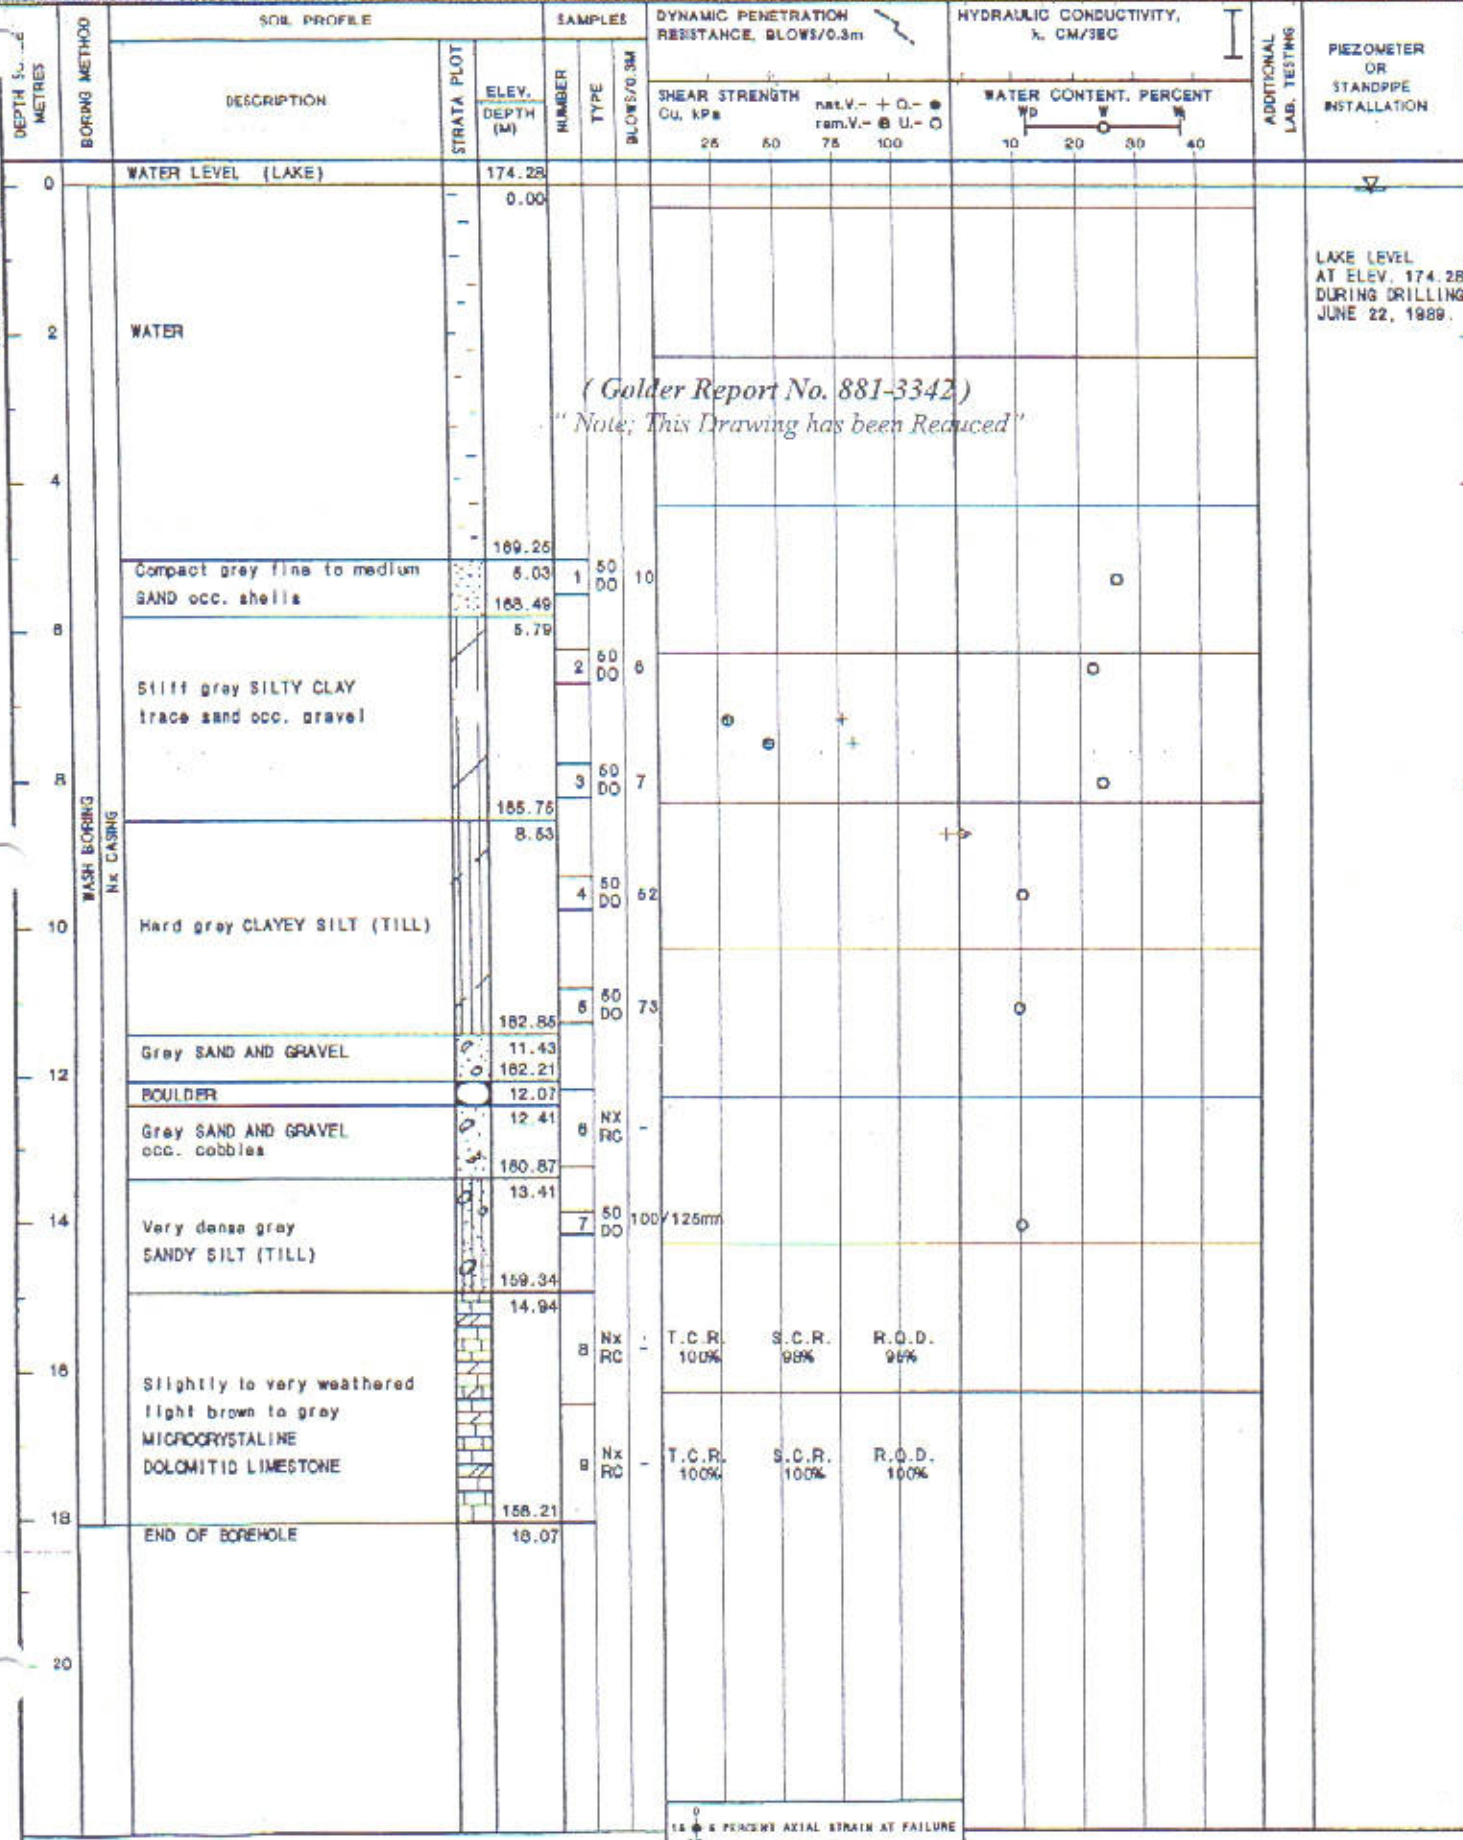 DEPTH
METRES
BORING METHOD
SOIL PROFILE
DESCRIPTION
STRATA PLOT
ELEV.
DEPTH
(M)
SAMPLES
NUMBER
TYPE
BLOWS/0.3M
DYNAMIC PENETRATION
RESISTANCE, BLOWS/0.3m
SHEAR STRENGTH
Cu, kPa
nat.V.- + Q.- ●
rem.V.- ⊕ U.- O
25 50 75 100
HYDRAULIC CONDUCTIVITY,
k, CM/SEC
WATER CONTENT, PERCENT
Wp W Wl
10 20 30 40
ADDITIONAL
LAB. TESTING
PIEZOMETER
OR
STANDPIPE
INSTALLATION
0
WATER LEVEL (LAKE)
174.28
0.00
LAKE LEVEL
AT ELEV. 174.28
DURING DRILLING
JUNE 22, 1989.
2
WATER
( Golder Report No. 881-3342 )
" Note; This Drawing has been Reduced "
4
169.25
Compact grey fine to medium
SAND occ. shells
5.03
1 50 DO 10
168.49
5.79
6
2 50 DO 6
Stiff grey SILTY CLAY
trace sand occ. gravel
8
3 50 DO 7
165.75
8.53
WASH BORING
Nx CASING
4 50 DO 62
10
Hard grey CLAYEY SILT (TILL)
5 50 DO 73
162.85
11.43
Grey SAND AND GRAVEL
162.21
12
BOULDER
12.07
12.41
Grey SAND AND GRAVEL
occ. cobbles
6 NX RC -
160.87
13.41
14
Very dense grey
SANDY SILT (TILL)
7 50 DO 100/125mm
159.34
14.94
8 Nx RC -
T.C.R. S.C.R. R.Q.D.
100% 98% 96%
16
Slightly to very weathered
light brown to grey
MICROCRYSTALINE
DOLOMITIC LIMESTONE
9 Nx RC -
T.C.R. S.C.R. R.Q.D.
100% 100% 100%
156.21
18
END OF BOREHOLE
18.07
20
0
15 5 PERCENT AXIAL STRAIN AT FAILURE